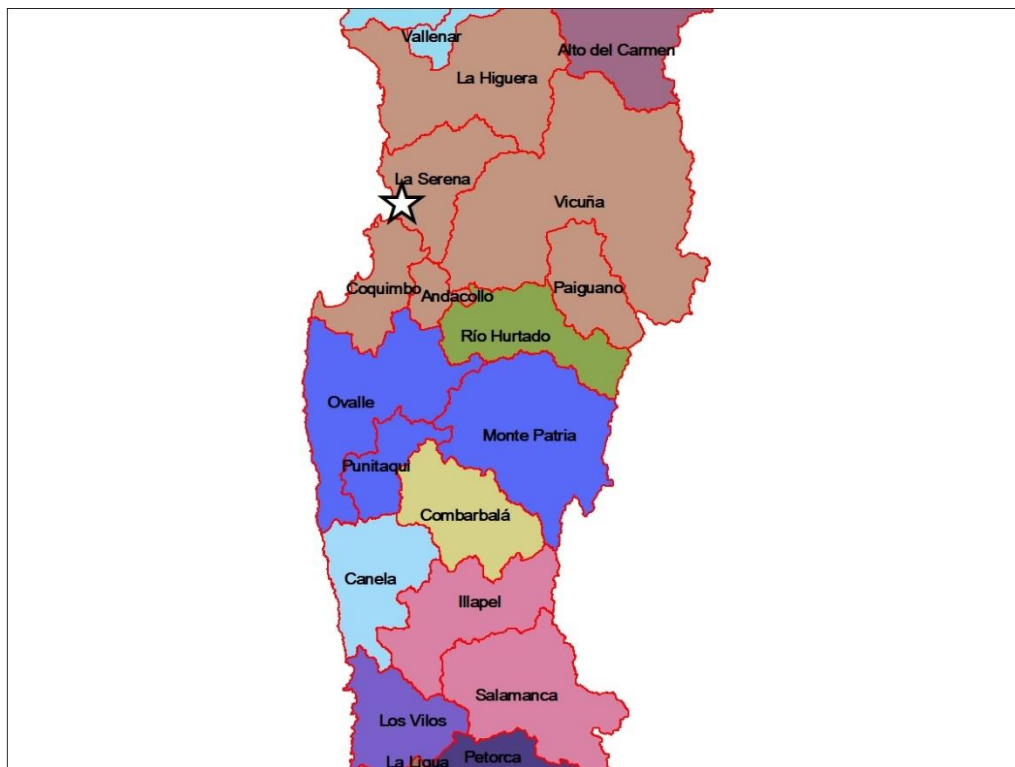 Vallenar
Alto del Carmen
La Higuera
La Serena
Vicuña
Coquimbo
Andacollo
Paiguano
Río Hurtado
Ovalle
Monte Patria
Punitaqui
Combarbalá
Canela
Illapel
Salamanca
Los Vilos
La Ligua
Petorca